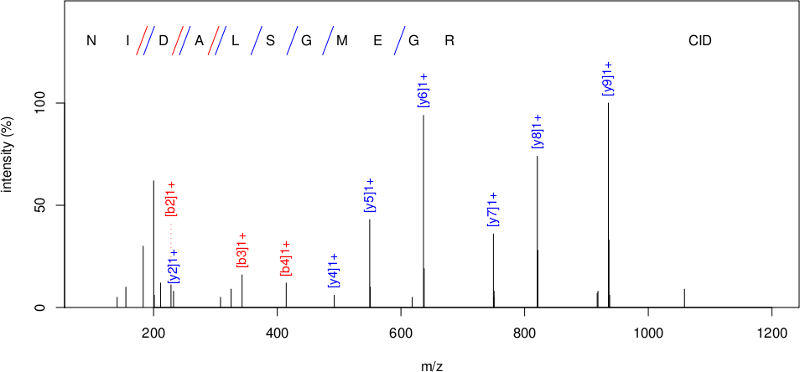 N I D A L S G M E G R CID
[y9]1+
[y6]1+
[y8]1+
[b2]1+
[y5]1+
[y7]1+
[y2]1+
[b3]1+
[b4]1+
[y4]1+
intensity (%)
100
50
0
200 400 600 800 1000 1200
m/z